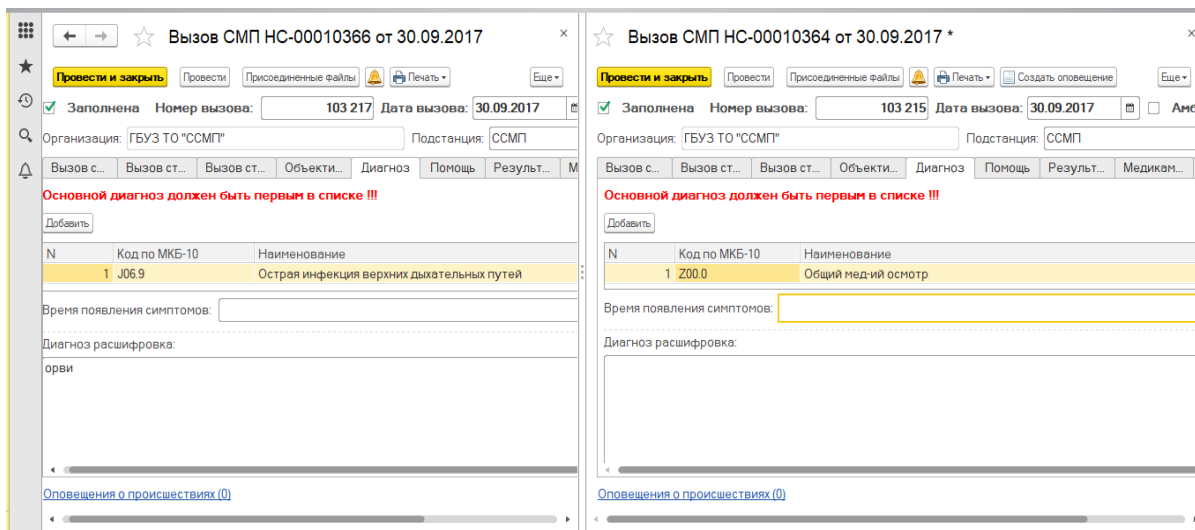 Вызов СМП НС-00010366 от 30.09.2017
Провести и закрыть Провести Присоединенные файлы Печать Еще
Заполнена Номер вызова: 103 217 Дата вызова: 30.09.2017
Организация: ГБУЗ ТО "ССМП" Подстанция: ССМП
Вызов с... Вызов ст... Вызов ст... Объекти... Диагноз Помощь Результ... М
Основной диагноз должен быть первым в списке !!!
Добавить
N Код по МКБ-10 Наименование
1 J06.9 Острая инфекция верхних дыхательных путей
Время появления симптомов:
Диагноз расшифровка:
орви
Оповещения о происшествиях (0)
Вызов СМП НС-00010364 от 30.09.2017 *
Провести и закрыть Провести Присоединенные файлы Печать Создать оповещение Еще
Заполнена Номер вызова: 103 215 Дата вызова: 30.09.2017 Амб
Организация: ГБУЗ ТО "ССМП" Подстанция: ССМП
Вызов с... Вызов ст... Вызов ст... Объекти... Диагноз Помощь Результ... Медикам...
Основной диагноз должен быть первым в списке !!!
Добавить
N Код по МКБ-10 Наименование
1 Z00.0 Общий мед-ий осмотр
Время появления симптомов:
Диагноз расшифровка:
Оповещения о происшествиях (0)